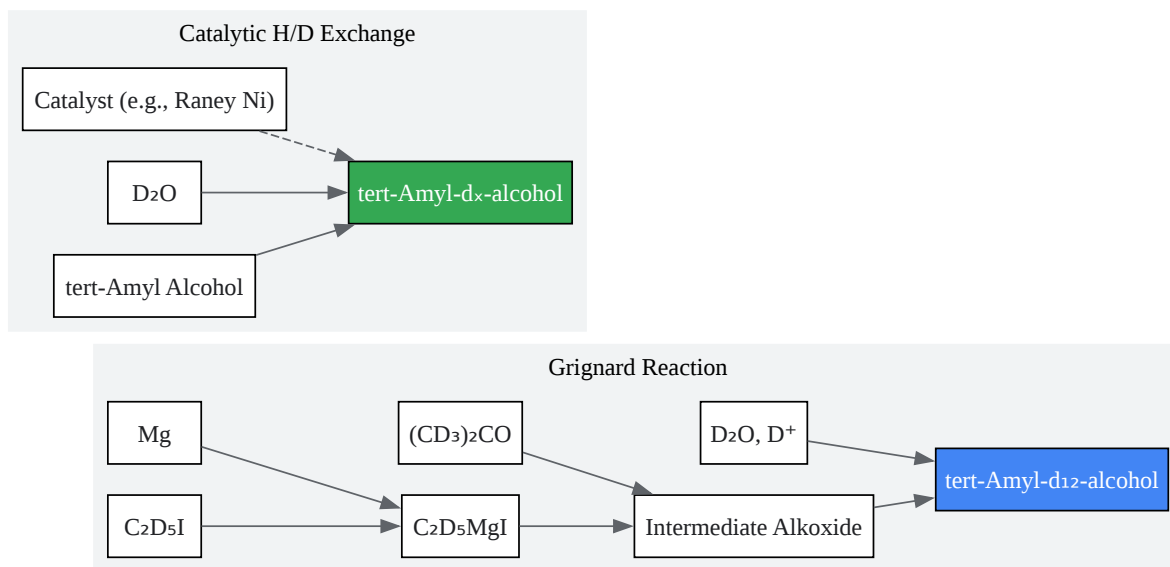 Catalytic H/D Exchange
Catalyst (e.g., Raney Ni)
D₂O
tert-Amyl-dₓ-alcohol
tert-Amyl Alcohol
Grignard Reaction
Mg
(CD₃)₂CO
D₂O, D⁺
tert-Amyl-d₁₂-alcohol
C₂D₅I
C₂D₅MgI
Intermediate Alkoxide